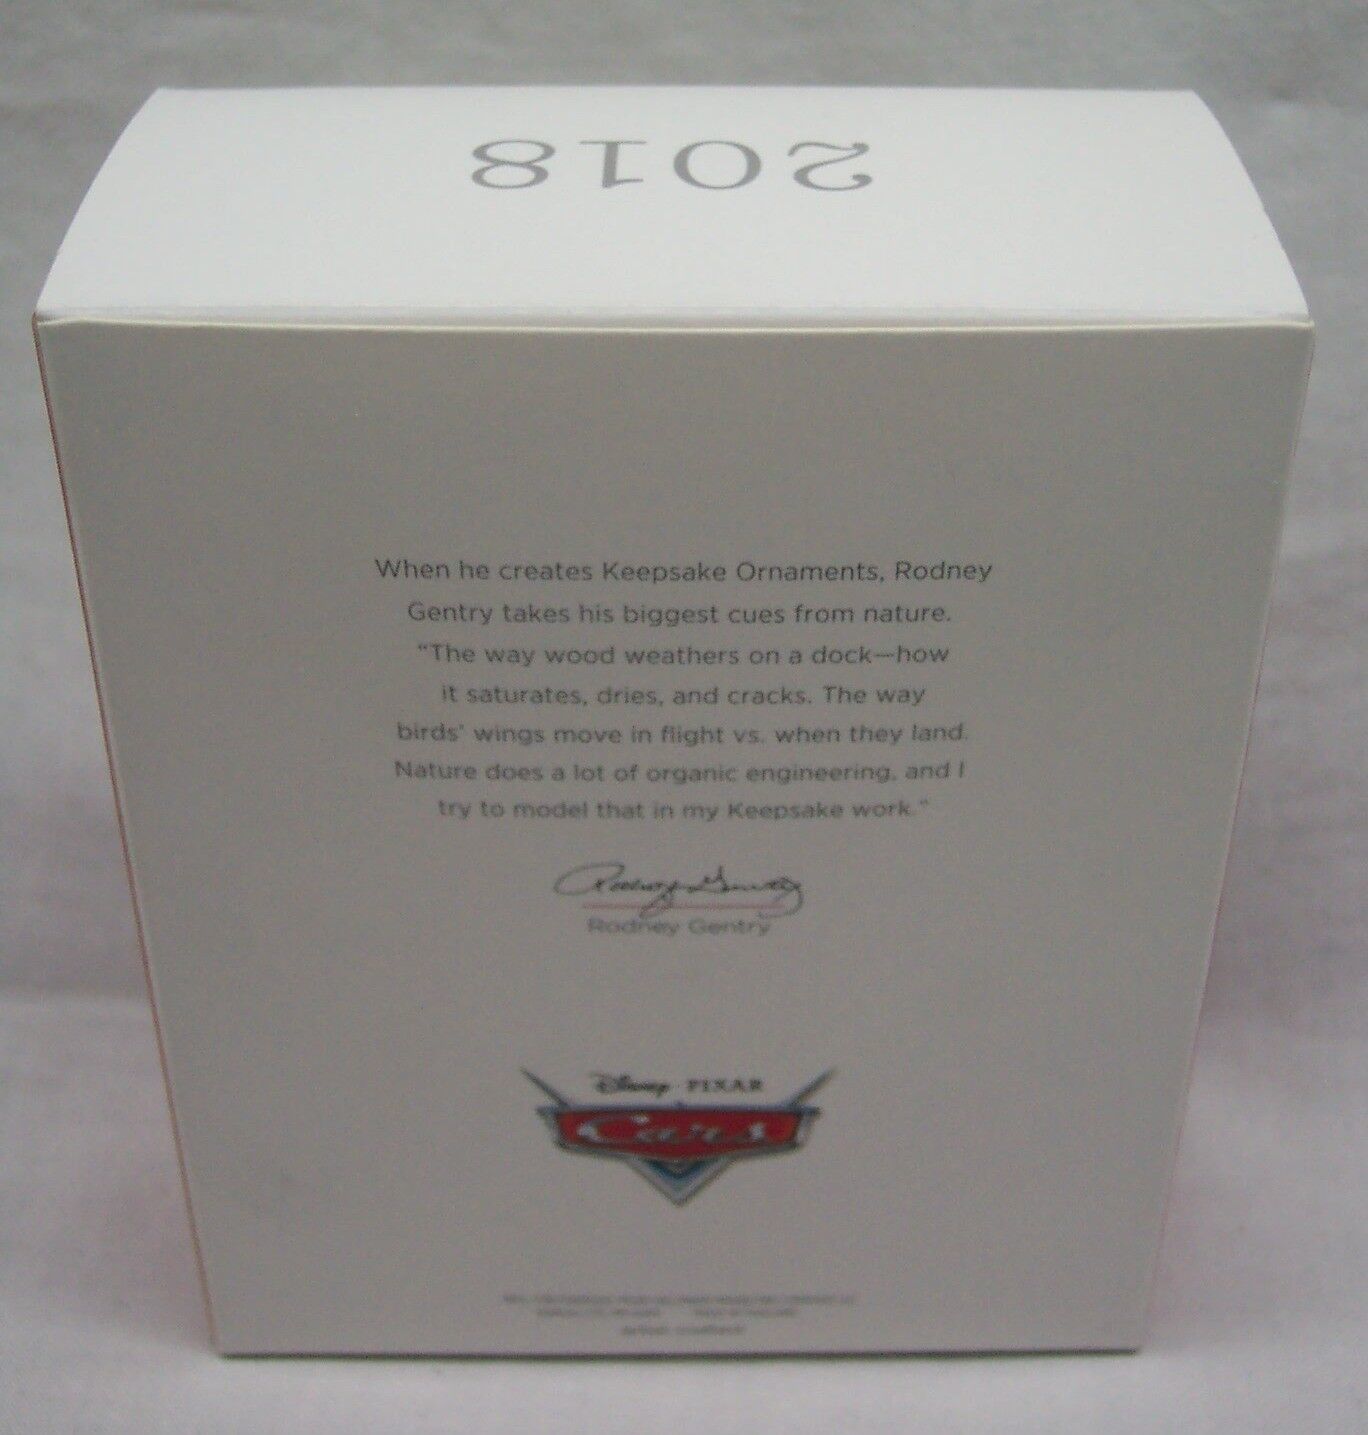 2018
When he creates Keepsake Ornaments, Rodney
Gentry takes his biggest cues from nature.
“The way wood weathers on a dock—how
it saturates, dries, and cracks. The way
birds’ wings move in flight vs. when they land.
Nature does a lot of organic engineering, and I
try to model that in my Keepsake work.”
Rodney Gentry
Rodney Gentry
Disney · PIXAR
Cars